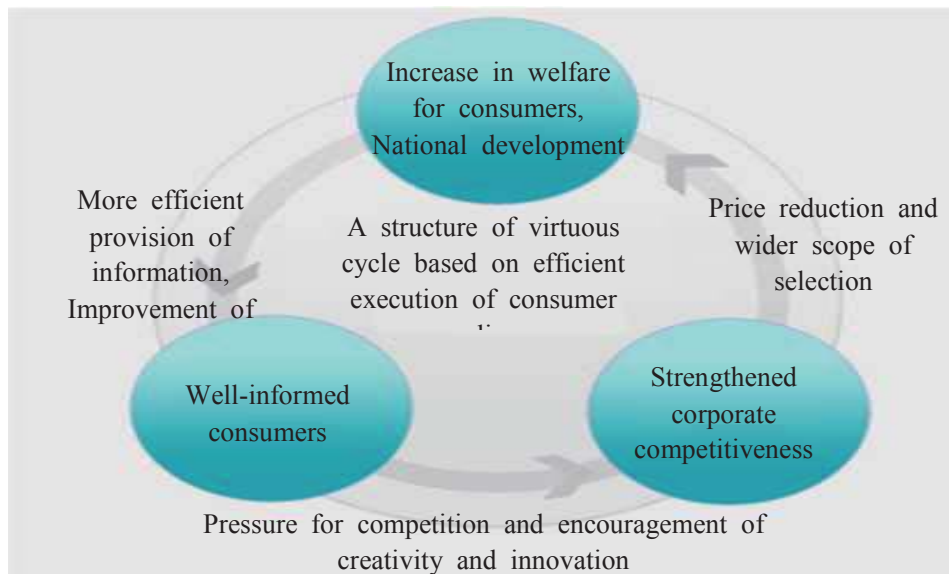 Increase in welfare
for consumers,
National development
More efficient
provision of
information,
Improvement of
A structure of virtuous
cycle based on efficient
execution of consumer
Price reduction and
wider scope of
selection
Well-informed
consumers
Strengthened
corporate
competitiveness
Pressure for competition and encouragement of
creativity and innovation